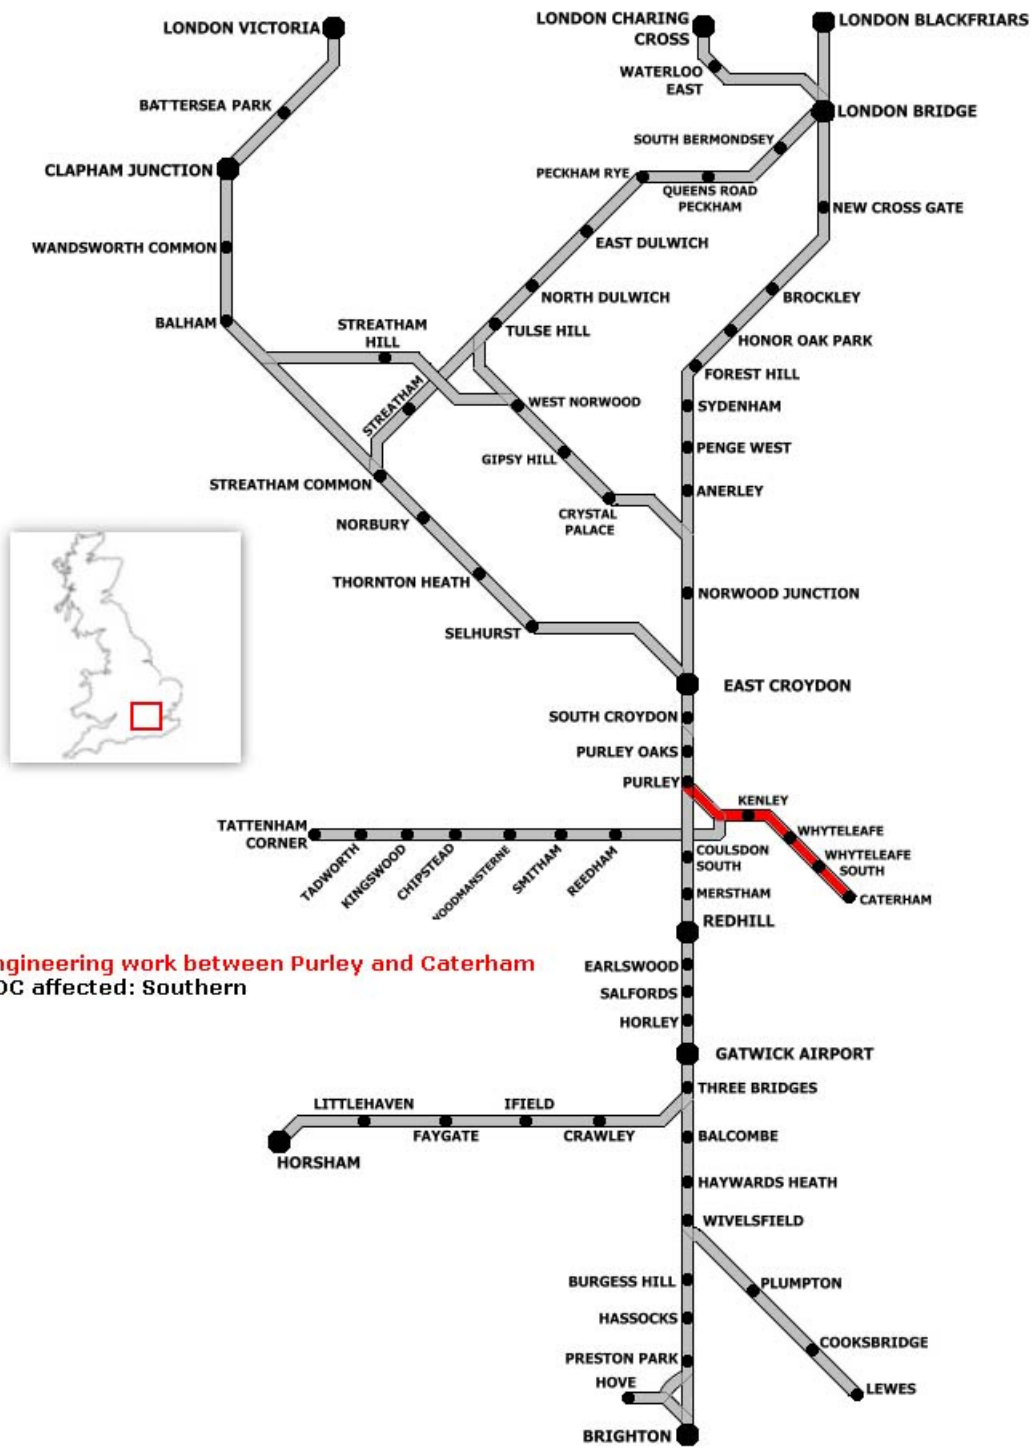 LONDON VICTORIA
LONDON CHARING
CROSS
LONDON BLACKFRIARS
WATERLOO
EAST
BATTERSEA PARK
LONDON BRIDGE
SOUTH BERMONDSEY
CLAPHAM JUNCTION
PECKHAM RYE
QUEENS ROAD
PECKHAM
NEW CROSS GATE
WANDSWORTH COMMON
EAST DULWICH
NORTH DULWICH
BROCKLEY
BALHAM
STREATHAM
HILL
TULSE HILL
HONOR OAK PARK
FOREST HILL
STREATHAM
WEST NORWOOD
SYDENHAM
GIPSY HILL
PENGE WEST
STREATHAM COMMON
ANERLEY
CRYSTAL
PALACE
NORBURY
THORNTON HEATH
NORWOOD JUNCTION
SELHURST
EAST CROYDON
SOUTH CROYDON
PURLEY OAKS
PURLEY
KENLEY
TATTENHAM
CORNER
WHYTELEAFE
COULSDON
SOUTH
WHYTELEAFE
SOUTH
TADWORTH
KINGSWOOD
CHIPSTEAD
WOODMANSTERNE
SMITHAM
REEDHAM
MERSTHAM
CATERHAM
REDHILL
ngineering work between Purley and Caterham
OC affected: Southern
EARLSWOOD
SALFORDS
HORLEY
GATWICK AIRPORT
THREE BRIDGES
LITTLEHAVEN
IFIELD
FAYGATE
CRAWLEY
BALCOMBE
HORSHAM
HAYWARDS HEATH
WIVELSFIELD
BURGESS HILL
PLUMPTON
HASSOCKS
COOKSBRIDGE
PRESTON PARK
HOVE
LEWES
BRIGHTON